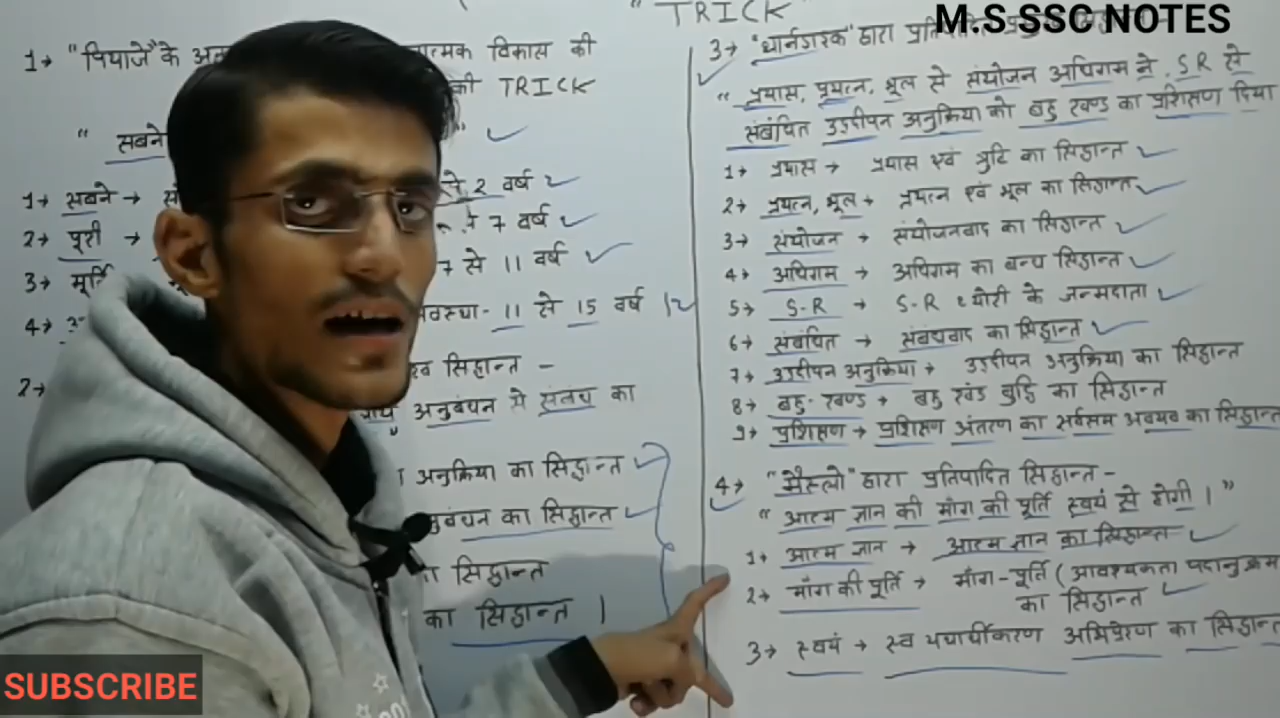 "TRICK"
M.S.SSC NOTES
1→ "पियाजे" के विकास की
की TRICK
" सबने "
1→ सबने → से 2 वर्ष
2→ पूरी → 7 वर्ष
3→ 7 से 11 वर्ष
4→ 11 से 15 वर्ष
2→ सिद्धान्त -
अनुबंधन से का
अनुक्रिया का सिद्धान्त
का सिद्धान्त
सिद्धान्त
का सिद्धान्त ।
3→ "थार्नडाइक" द्वारा
" प्रयास, प्रयत्न, भूल से संयोजन अधिगम ने S R से
संबंधित उद्दीपन अनुक्रिया को बहु खण्ड का प्रशिक्षण दिया
1→ प्रयास → प्रयास एवं त्रुटि का सिद्धान्त
2→ प्रयत्न, भूल → प्रयत्न एवं भूल का सिद्धान्त
3→ संयोजन → संयोजनवाद का सिद्धान्त
4→ अधिगम → अधिगम का बन्ध सिद्धान्त
5→ S-R → S-R थ्योरी के जन्मदाता
6→ संबंधित → संबंधवाद का सिद्धान्त
7→ उद्दीपन अनुक्रिया → उद्दीपन अनुक्रिया का सिद्धान्त
8→ बहु-खण्ड → बहु खंड बुद्धि का सिद्धान्त
9→ प्रशिक्षण → प्रशिक्षण अंतरण का सर्वसम अवयव का सिद्धान्त
4→ "मैस्लो" द्वारा प्रतिपादित सिद्धान्त -
" आत्म ज्ञान की मांग की पूर्ति स्वयं से होगी । "
1→ आत्म ज्ञान → आत्म ज्ञान का सिद्धान्त
2→ माँग की पूर्ति → माँग-पूर्ति (आवश्यकता पदानुक्रम
का सिद्धान्त
3→ स्वयं → स्व यथार्थीकरण अभिप्रेरण का सिद्धान्त
SUBSCRIBE